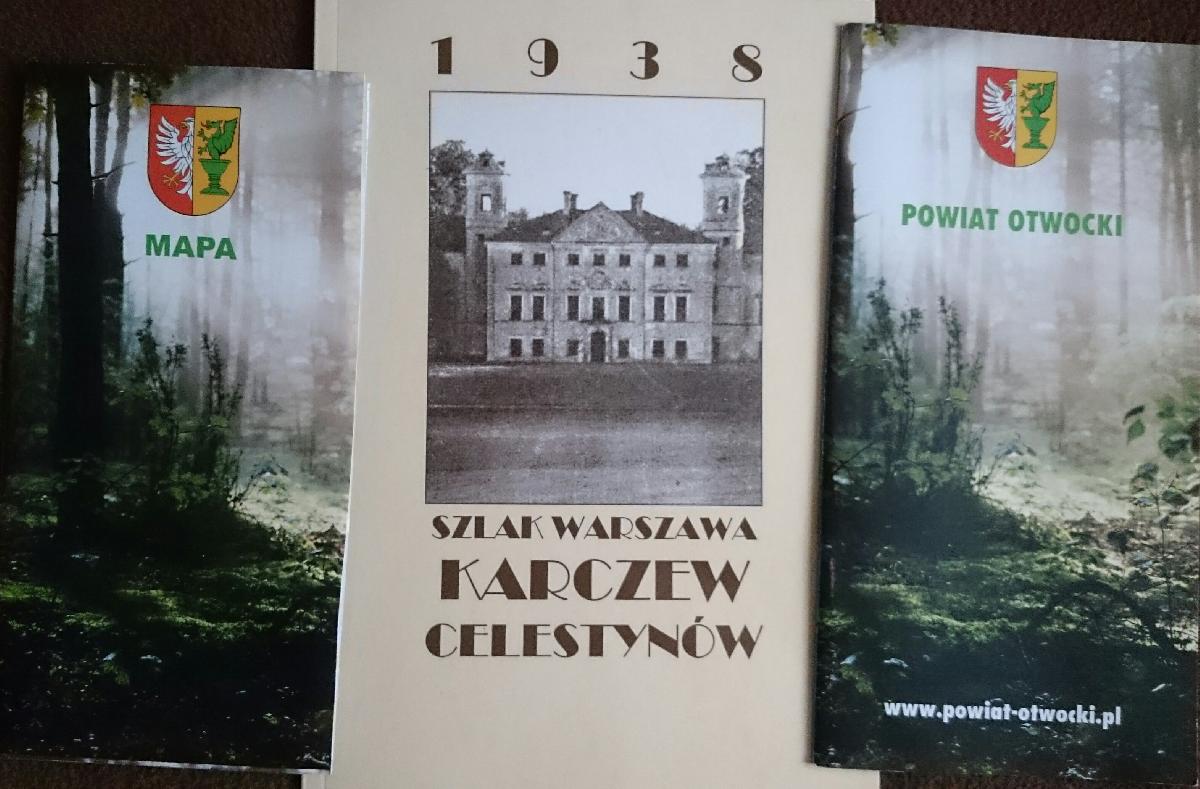 MAPA
1938
SZLAK WARSZAWA
KARCZEW
CELESTYNÓW
POWIAT OTWOCKI
www.powiat-otwocki.pl